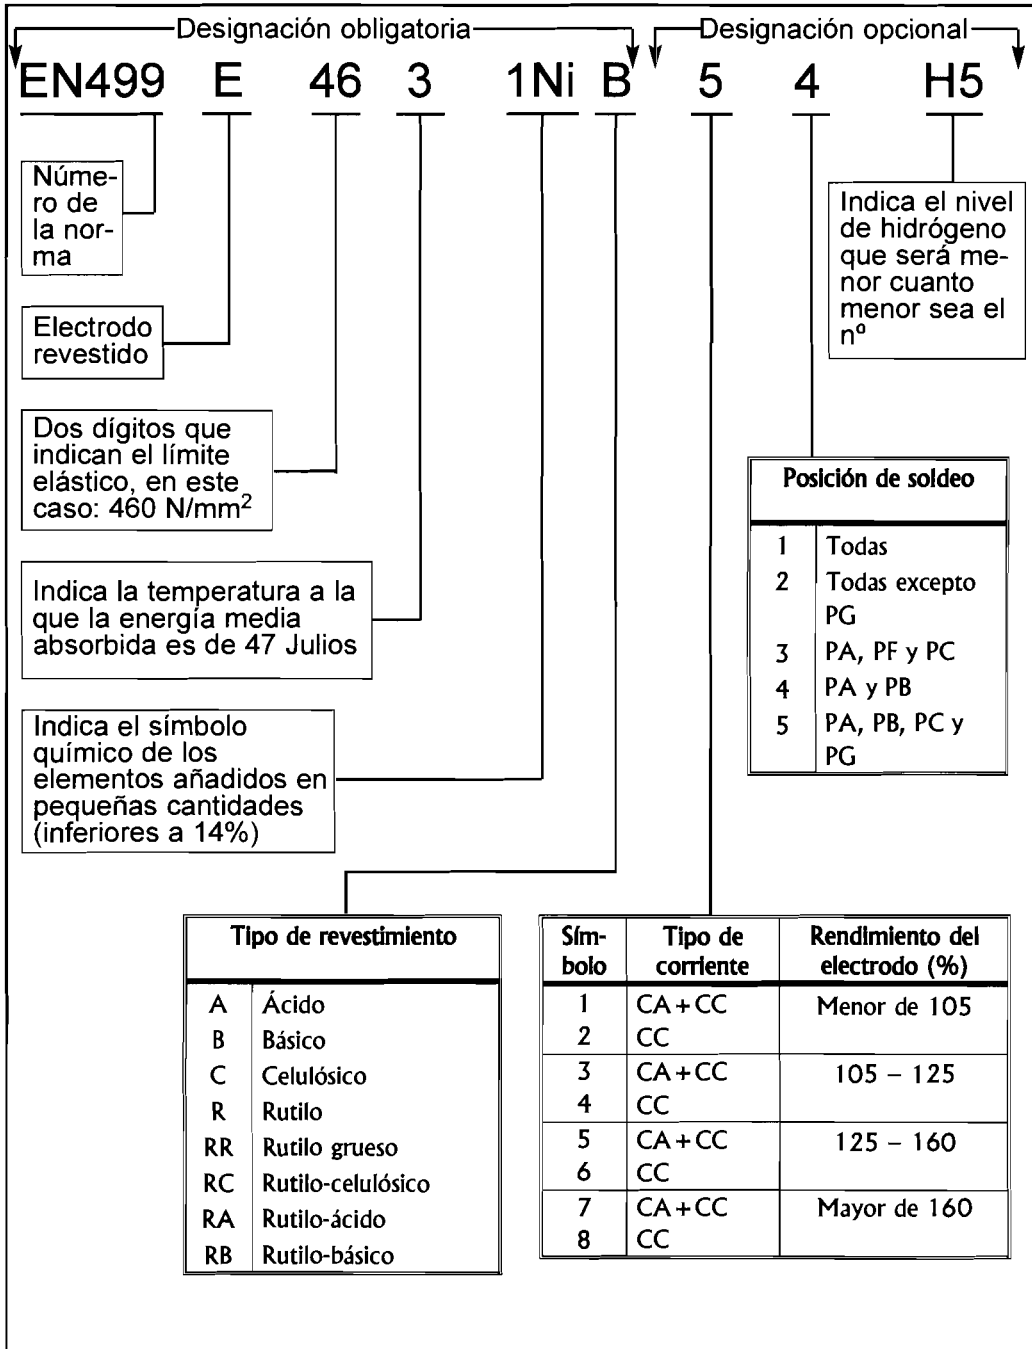 Designación obligatoria Designación opcional
EN499 E 46 3 1Ni B 5 4 H5
Núme-
ro de
la nor-
ma
Electrodo
revestido
Dos dígitos que
indican el límite
elástico, en este
caso: 460 N/mm²
Indica la temperatura a la
que la energía media
absorbida es de 47 Julios
Indica el símbolo
químico de los
elementos añadidos en
pequeñas cantidades
(inferiores a 14%)
Indica el nivel
de hidrógeno
que será me-
nor cuanto
menor sea el
nº
Posición de soldeo
1 Todas
2 Todas excepto
PG
3 PA, PF y PC
4 PA y PB
5 PA, PB, PC y
PG
Tipo de revestimiento
A Ácido
B Básico
C Celulósico
R Rutilo
RR Rutilo grueso
RC Rutilo-celulósico
RA Rutilo-ácido
RB Rutilo-básico
Sím- Tipo de Rendimiento del
bolo corriente electrodo (%)
1 CA+CC Menor de 105
2 CC
3 CA+CC 105 – 125
4 CC
5 CA+CC 125 – 160
6 CC
7 CA+CC Mayor de 160
8 CC